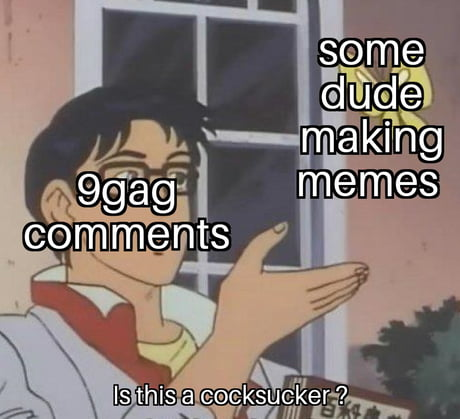 some
dude
making
memes
9gag
comments
Is this a cocksucker ?